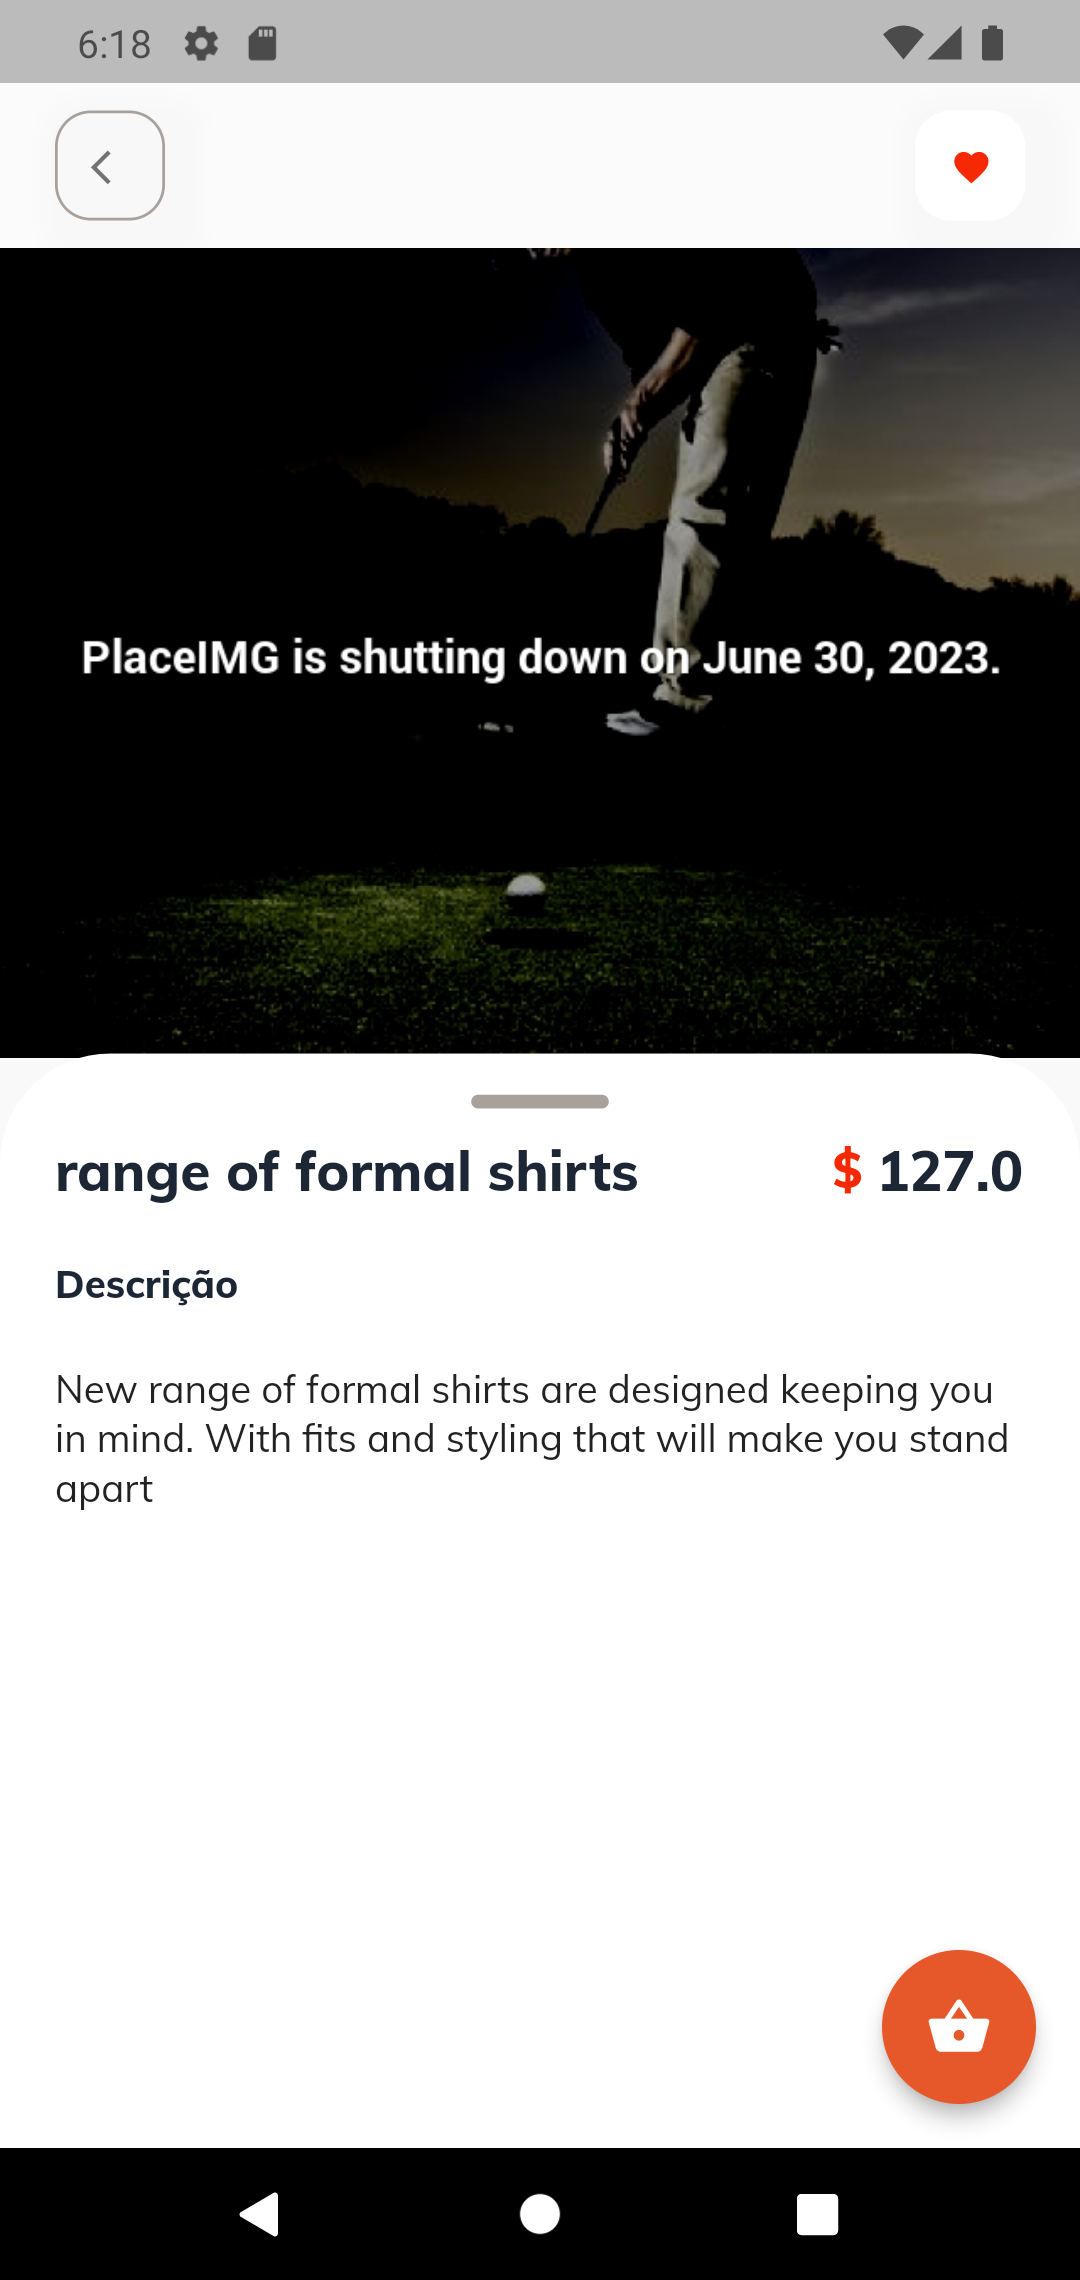 6:18
PlaceIMG is shutting down on June 30, 2023.
range of formal shirts $ 127.0
Descrição
New range of formal shirts are designed keeping you
in mind. With fits and styling that will make you stand
apart